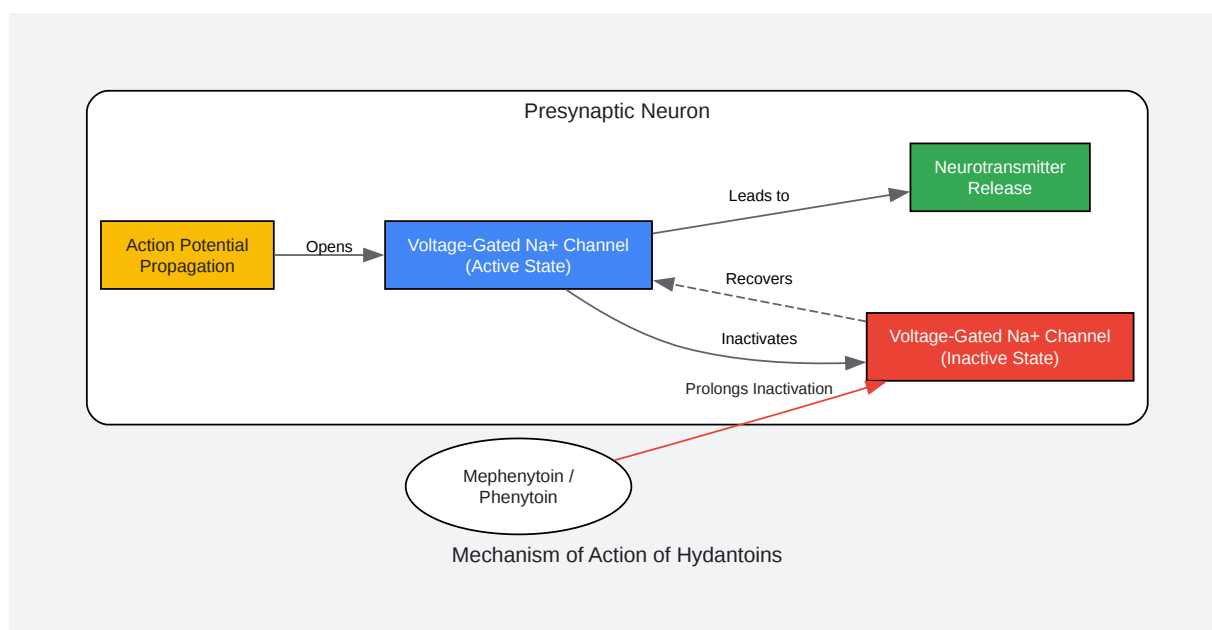 Presynaptic Neuron
Neurotransmitter
Release
Leads to
Action Potential
Propagation
Opens
Voltage-Gated Na+ Channel
(Active State)
Recovers
Inactivates
Voltage-Gated Na+ Channel
(Inactive State)
Prolongs Inactivation
Mephenytoin /
Phenytoin
Mechanism of Action of Hydantoins